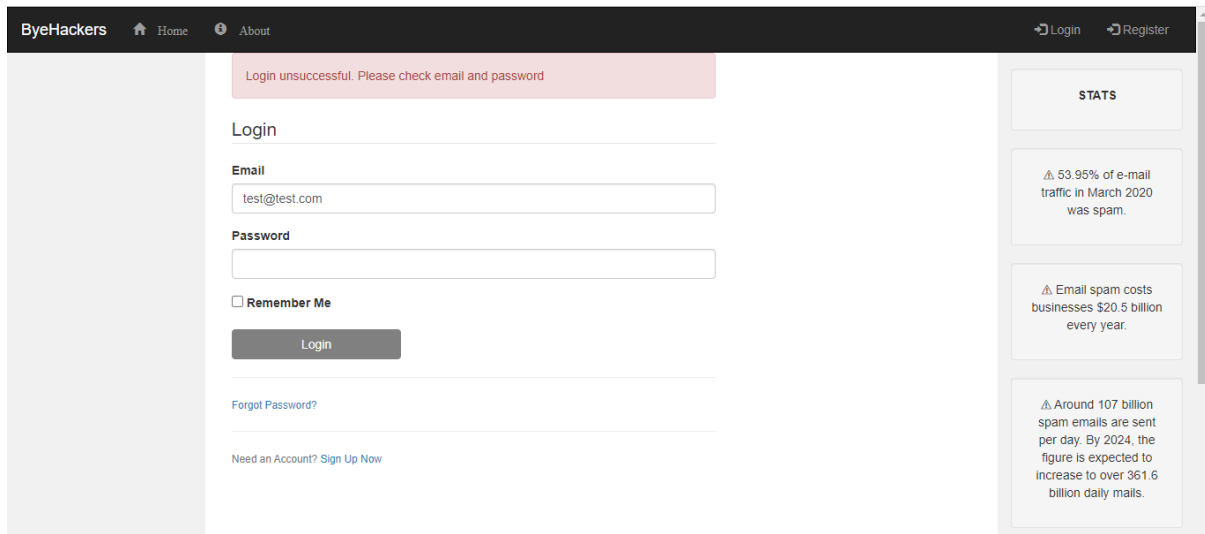 ByeHackers Home About Login Register
Login unsuccessful. Please check email and password
Login
Email
test@test.com
Password
Remember Me
Login
Forgot Password?
Need an Account? Sign Up Now
STATS
⚠ 53.95% of e-mail
traffic in March 2020
was spam.
⚠ Email spam costs
businesses $20.5 billion
every year.
⚠ Around 107 billion
spam emails are sent
per day. By 2024, the
figure is expected to
increase to over 361.6
billion daily mails.